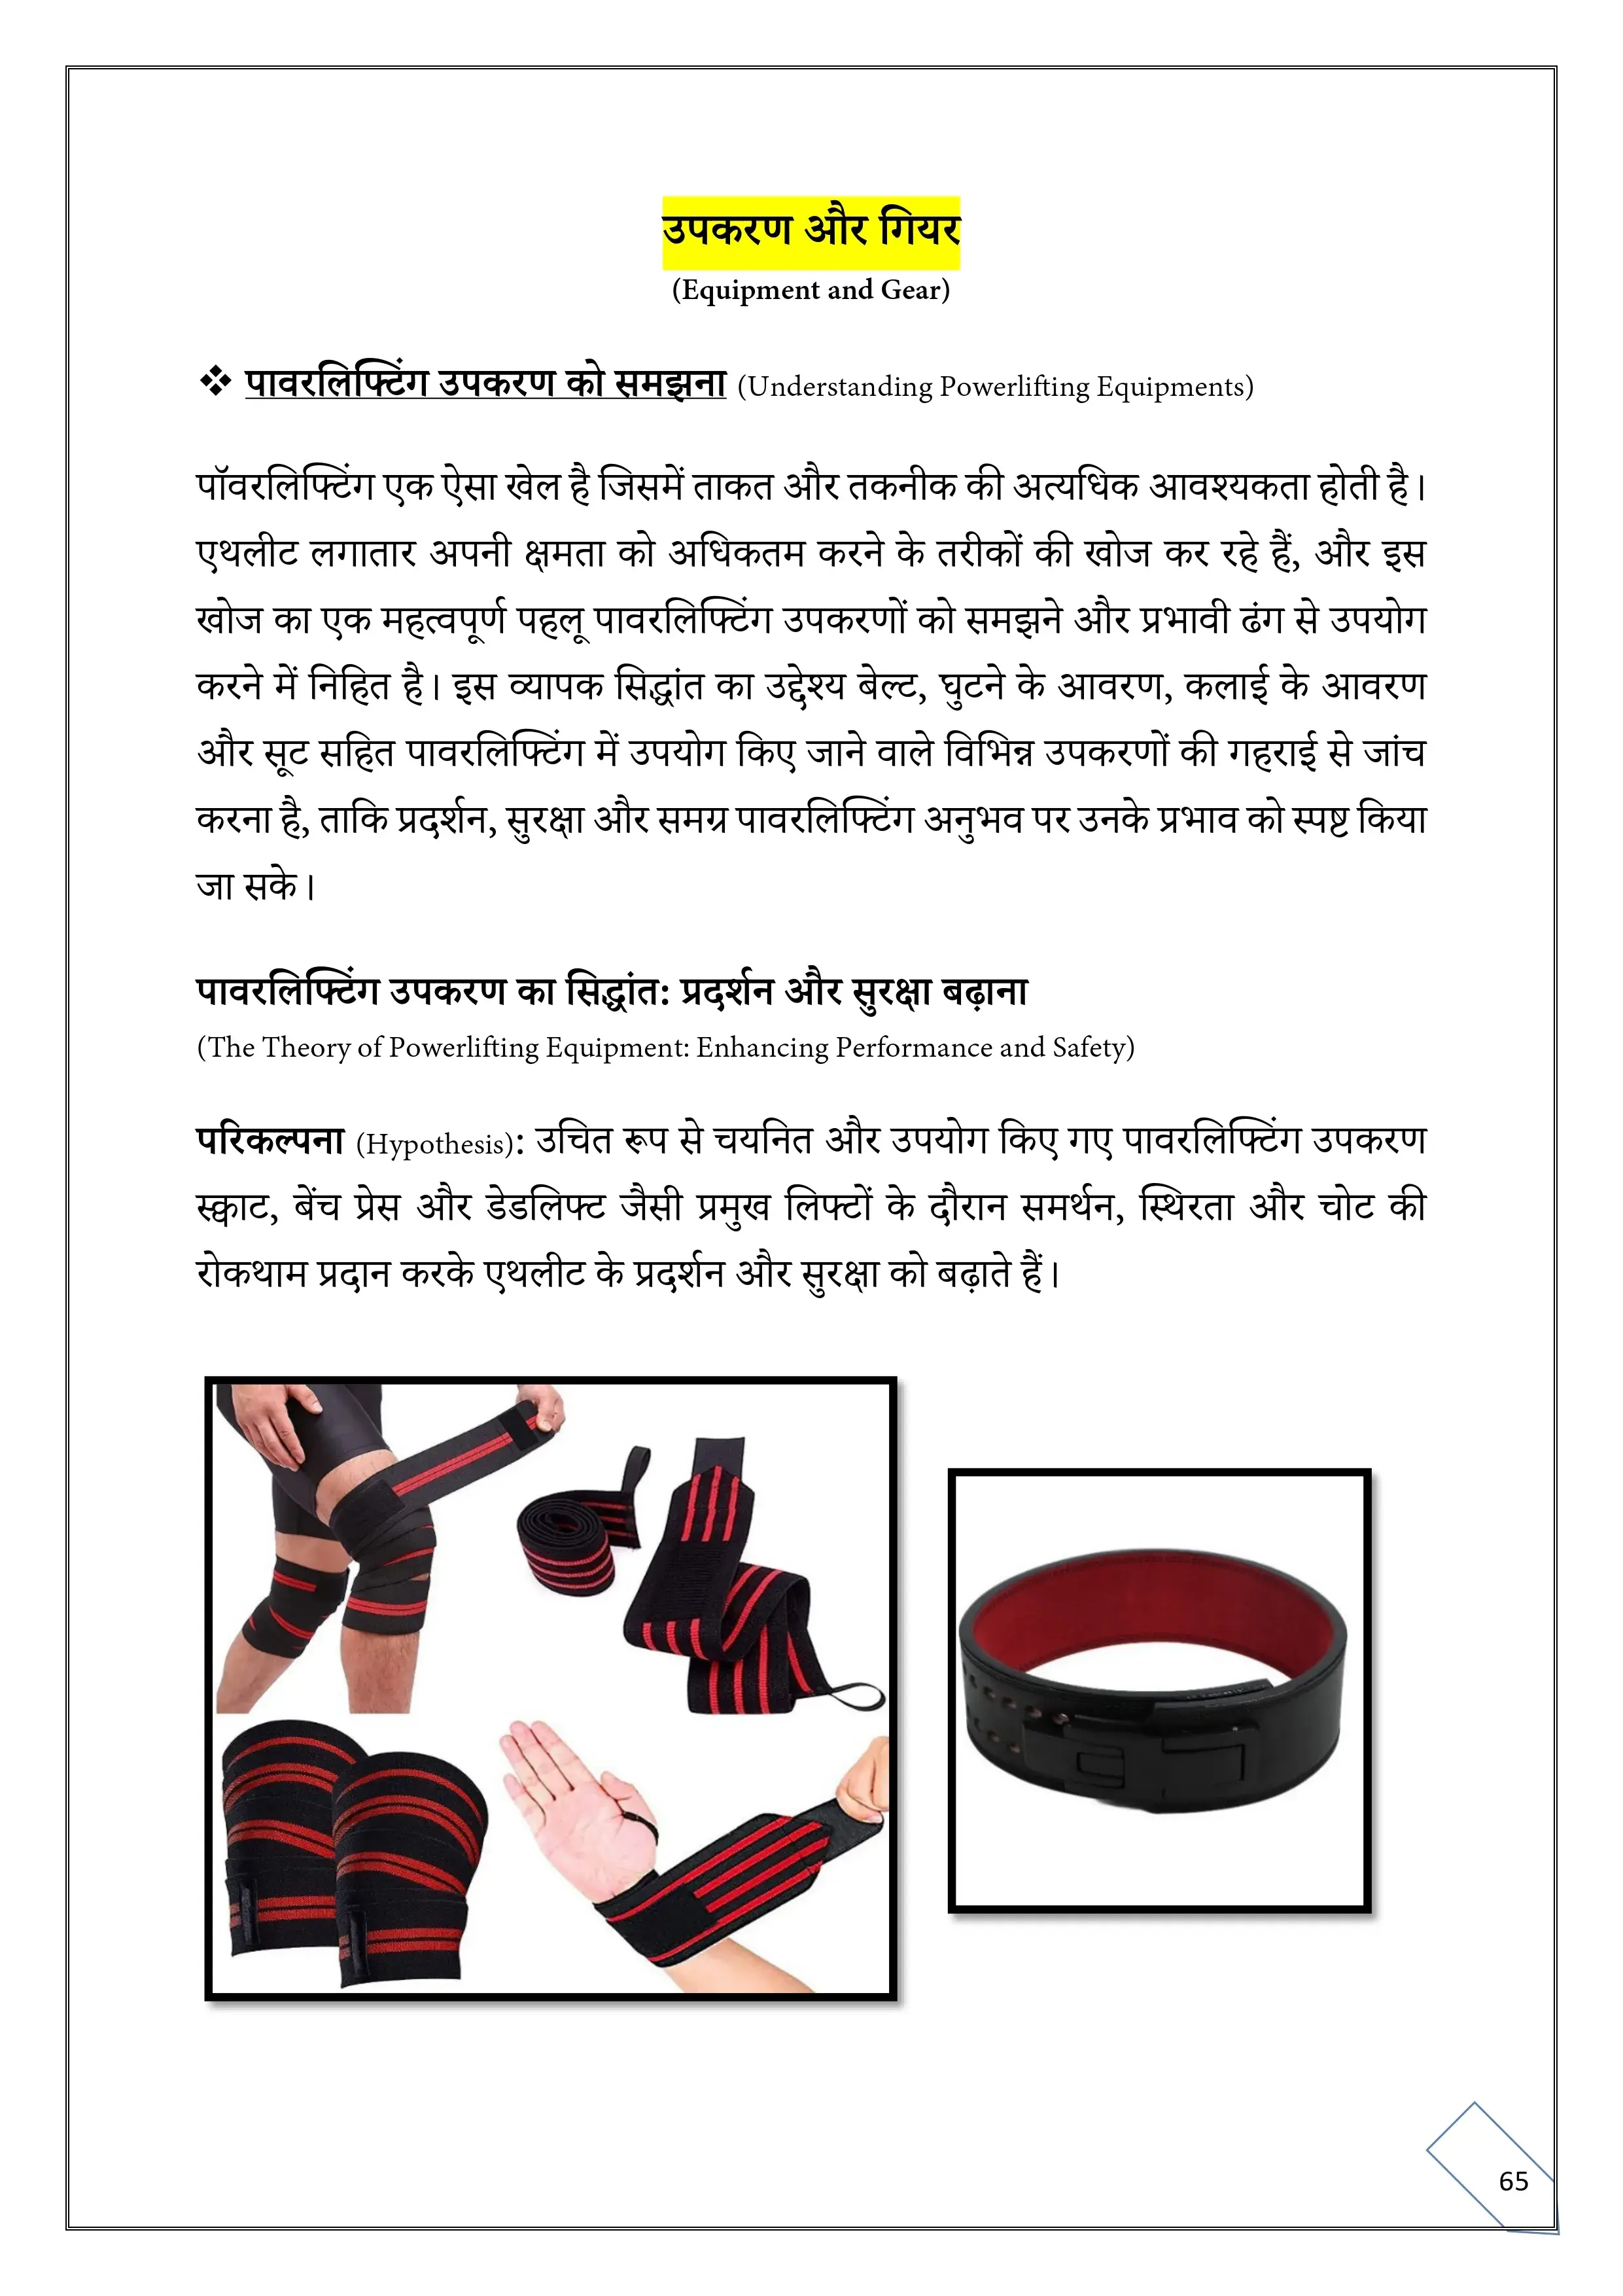 उपकरण और गियर
(Equipment and Gear)
❖ पावरलिफ्टिंग उपकरण को समझना (Understanding Powerlifting Equipments)
पॉवरलिफ्टिंग एक ऐसा खेल है जिसमें ताकत और तकनीक की अत्यधिक आवश्यकता होती है।
एथलीट लगातार अपनी क्षमता को अधिकतम करने के तरीकों की खोज कर रहे हैं, और इस
खोज का एक महत्वपूर्ण पहलू पावरलिफ्टिंग उपकरणों को समझने और प्रभावी ढंग से उपयोग
करने में निहित है। इस व्यापक सिद्धांत का उद्देश्य बेल्ट, घुटने के आवरण, कलाई के आवरण
और सूट सहित पावरलिफ्टिंग में उपयोग किए जाने वाले विभिन्न उपकरणों की गहराई से जांच
करना है, ताकि प्रदर्शन, सुरक्षा और समग्र पावरलिफ्टिंग अनुभव पर उनके प्रभाव को स्पष्ट किया
जा सके।
पावरलिफ्टिंग उपकरण का सिद्धांत: प्रदर्शन और सुरक्षा बढ़ाना
(The Theory of Powerlifting Equipment: Enhancing Performance and Safety)
परिकल्पना (Hypothesis): उचित रूप से चयनित और उपयोग किए गए पावरलिफ्टिंग उपकरण
स्क्वाट, बेंच प्रेस और डेडलिफ्ट जैसी प्रमुख लिफ्टों के दौरान समर्थन, स्थिरता और चोट की
रोकथाम प्रदान करके एथलीट के प्रदर्शन और सुरक्षा को बढ़ाते हैं।
65